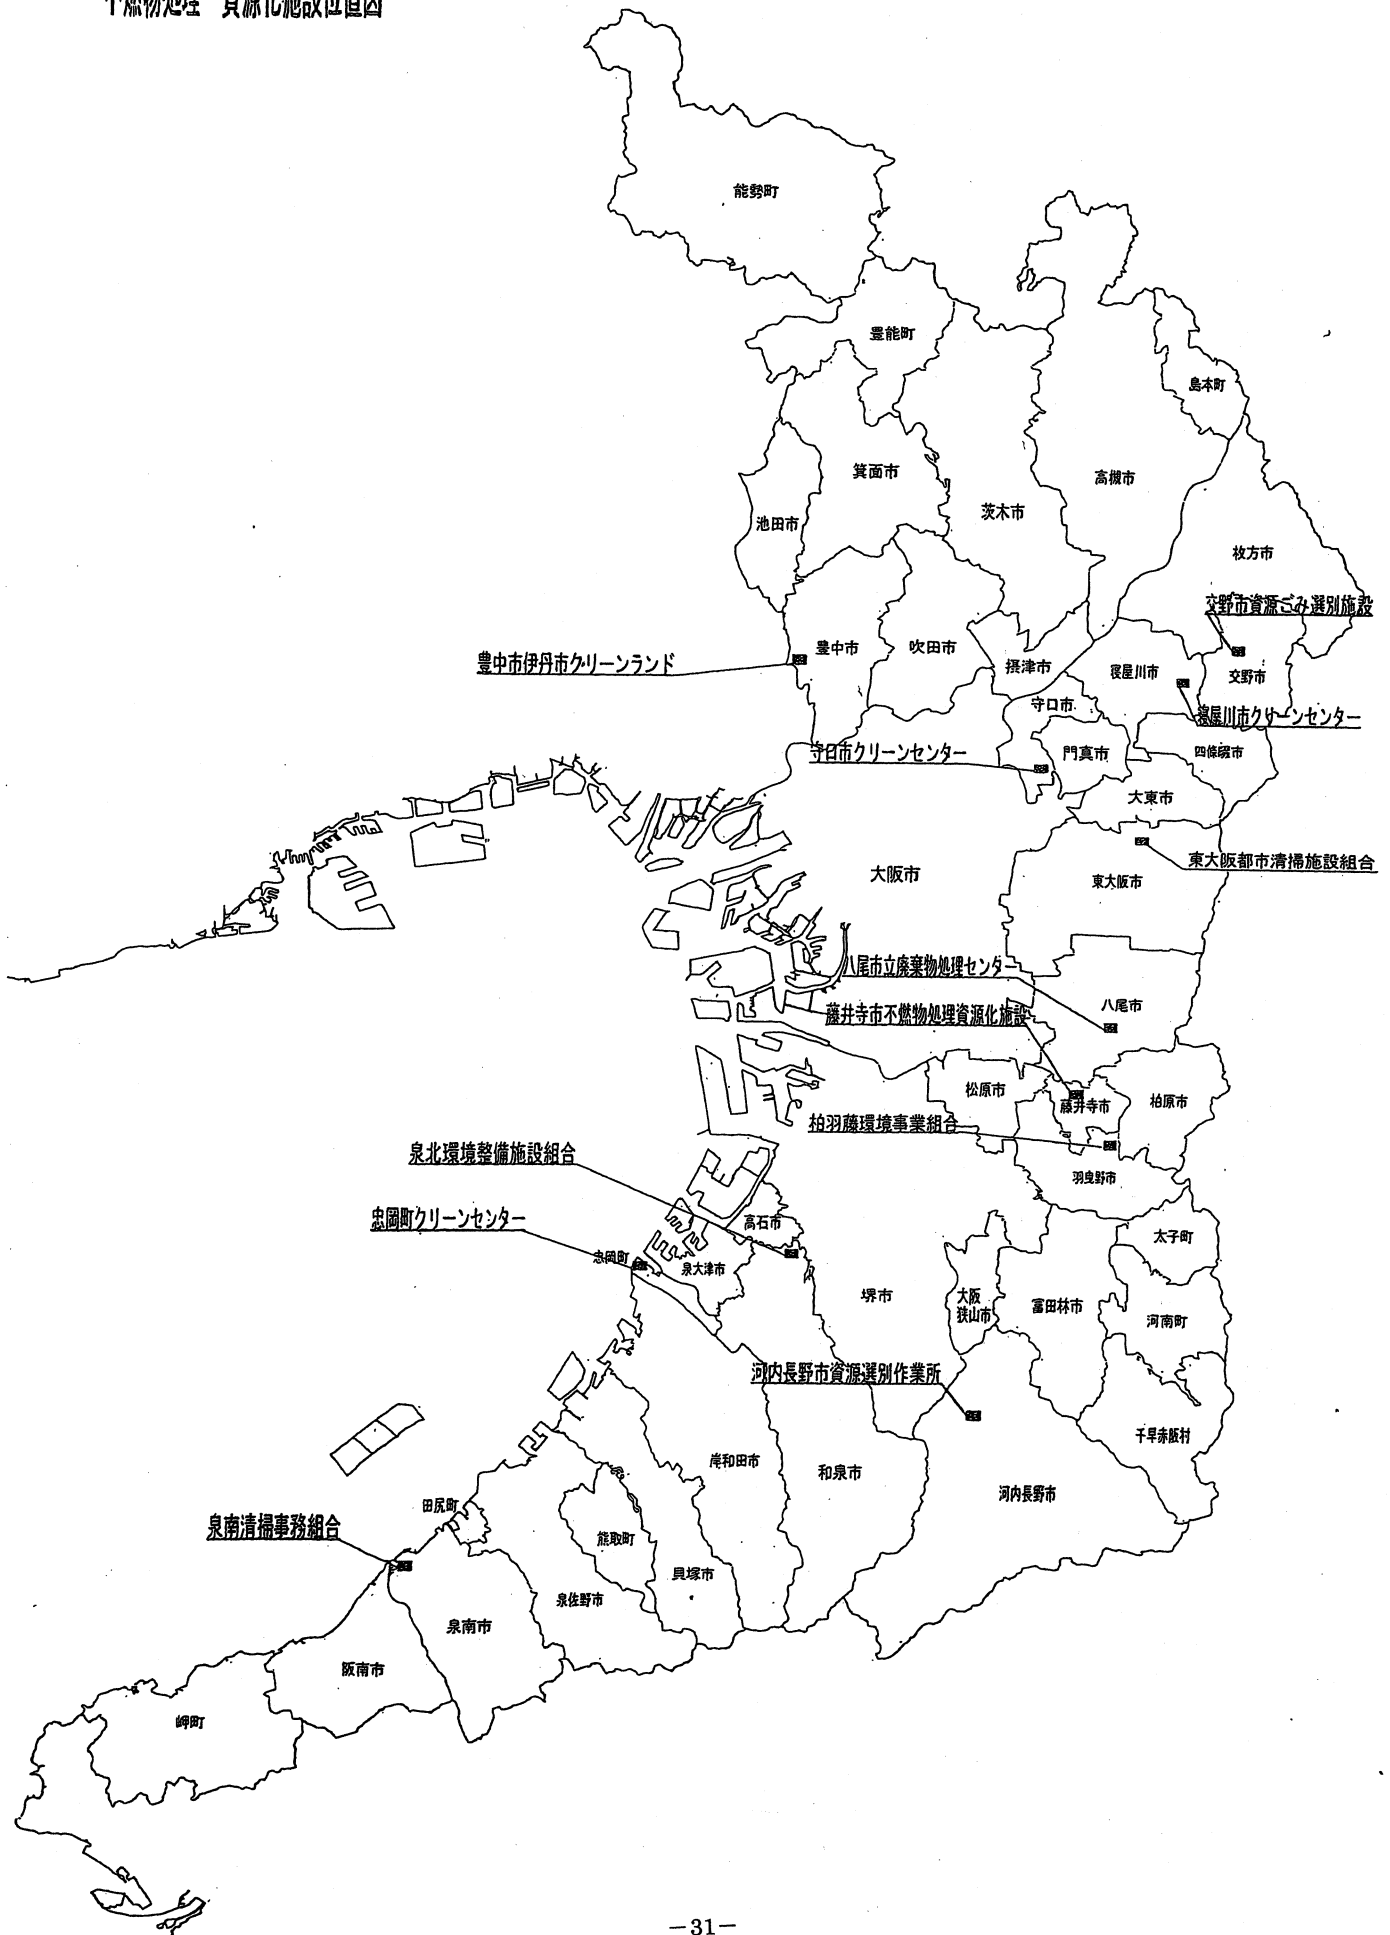 不燃物処理 資源化施設位置図
能勢町
豊能町
島本町
箕面市
高槻市
茨木市
池田市
枚方市
交野市資源ごみ選別施設
豊中市
吹田市
豊中市伊丹市クリーンランド
摂津市
寝屋川市
交野市
守口市
寝屋川市クリーンセンター
守口市クリーンセンター
門真市
四條畷市
大東市
東大阪都市清掃施設組合
大阪市
東大阪市
八尾市立廃棄物処理センター
八尾市
藤井寺市不燃物処理資源化施設
松原市
藤井寺市
柏原市
柏羽藤環境事業組合
泉北環境整備施設組合
羽曳野市
忠岡町クリーンセンター
高石市
太子町
忠岡町
泉大津市
堺市
大阪
狭山市
富田林市
河南町
河内長野市資源選別作業所
千早赤阪村
岸和田市
和泉市
河内長野市
田尻町
泉南清掃事務組合
熊取町
貝塚市
泉佐野市
泉南市
阪南市
岬町
−31−